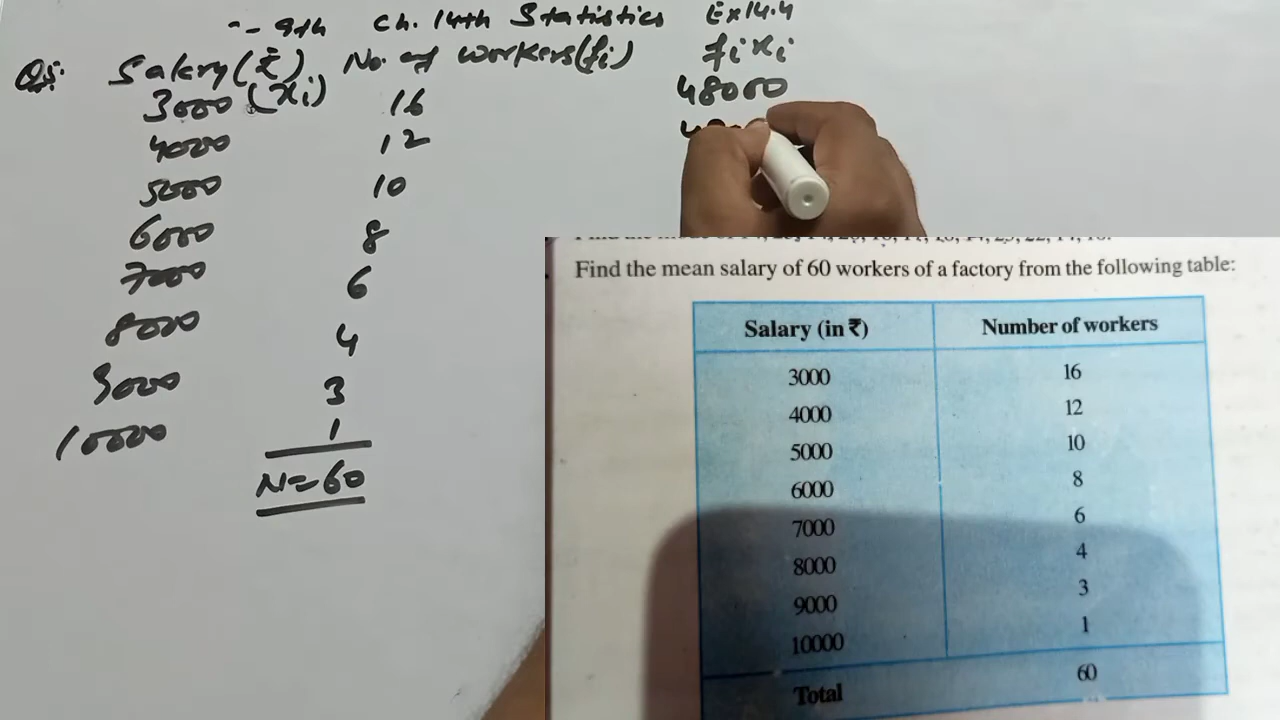 9th Ch. 14th Statistics Ex 14.4
Q5. Salary(₹) No. of workers(fi) fixi
(xi)
3000 16 48000
4000 12
5000 10
6000 8
7000 6
8000 4
9000 3
10000 1
N=60
Find the mean salary of 60 workers of a factory from the following table:
Salary (in ₹) Number of workers
3000 16
4000 12
5000 10
6000 8
7000 6
8000 4
9000 3
10000 1
Total 60